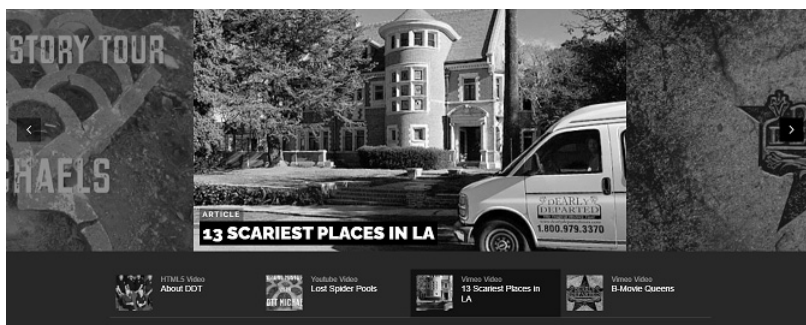 STORY TOUR
HAELS
DEARLY
DEPARTED
1.800.979.3370
ARTICLE
13 SCARIEST PLACES IN LA
HTML5 Video
About DDT
Youtube Video
Lost Spider Pools
Vimeo Video
13 Scariest Places in
LA
Vimeo Video
B-Movie Queens